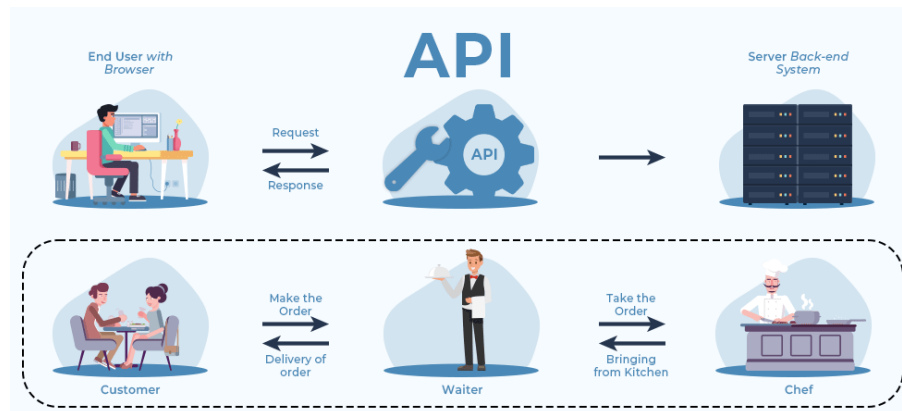 API
End User with
Browser
Server Back-end
System
Request
Response
API
Make the
Order
Delivery of
order
Take the
Order
Bringing
from Kitchen
Customer
Waiter
Chef